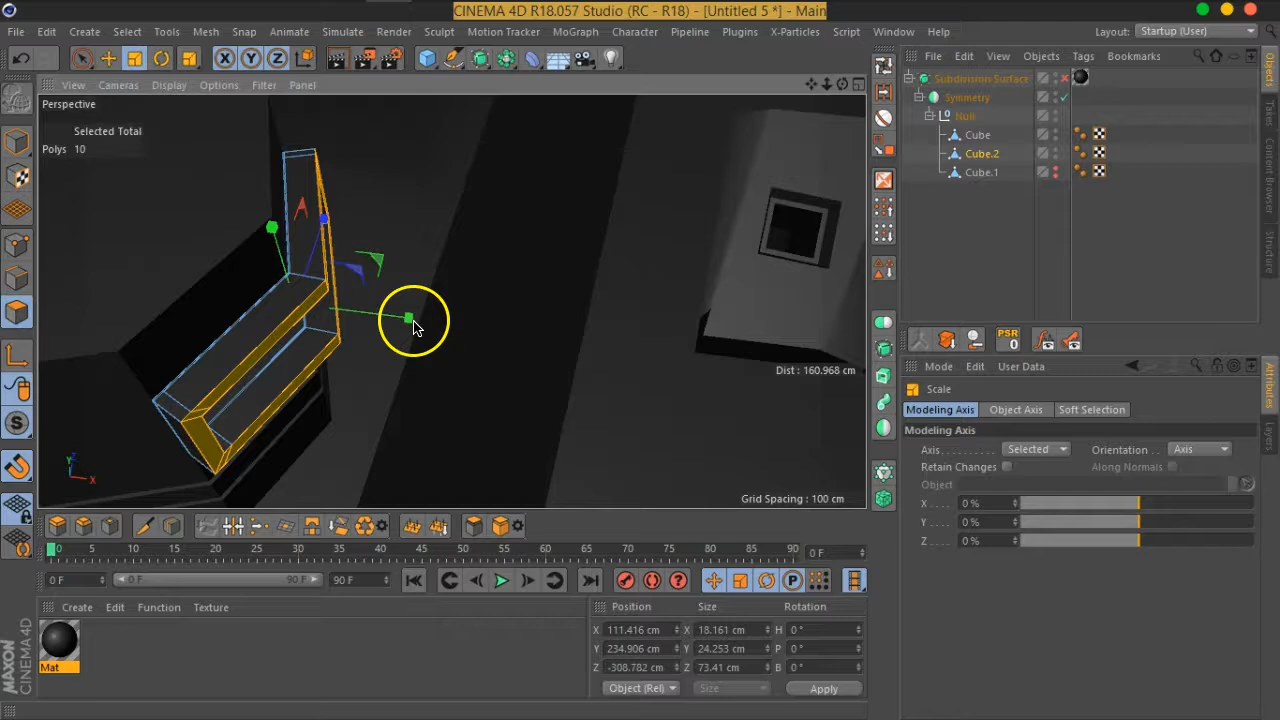 CINEMA 4D R18.057 Studio (RC - R18) - [Untitled 5 *] - Main
File Edit Create Select Tools Mesh Snap Animate Simulate Render Sculpt Motion Tracker MoGraph Character Pipeline Plugins X-Particles Script Window Help Layout: Startup (User)
X Y Z
View Cameras Display Options Filter Panel
File Edit View Objects Tags Bookmarks
Perspective
Selected Total
Polys 10
Subdivision Surface
Symmetry
Null
Cube
Cube.2
Cube.1
Objects
Takes
Content Browser
Structure
PSR
0
Mode Edit User Data
Scale
Modeling Axis Object Axis Soft Selection
Modeling Axis
Axis . . . . . . . . . . Selected Orientation . . Axis
Retain Changes Along Normals
Object
X . . . . 0 %
Y . . . . 0 %
Z . . . . 0 %
Attributes
Layers
Dist : 160.968 cm
Grid Spacing : 100 cm
Y Z X
S
0 5 10 15 20 25 30 35 40 45 50 55 60 65 70 75 80 85 90 0 F
0 F 0 F 90 F 90 F
P
Create Edit Function Texture
Mat
MAXON CINEMA 4D
Position Size Rotation
X 111.416 cm X 18.161 cm H 0 °
Y 234.906 cm Y 24.253 cm P 0 °
Z -308.782 cm Z 73.41 cm B 0 °
Object (Rel) Size Apply